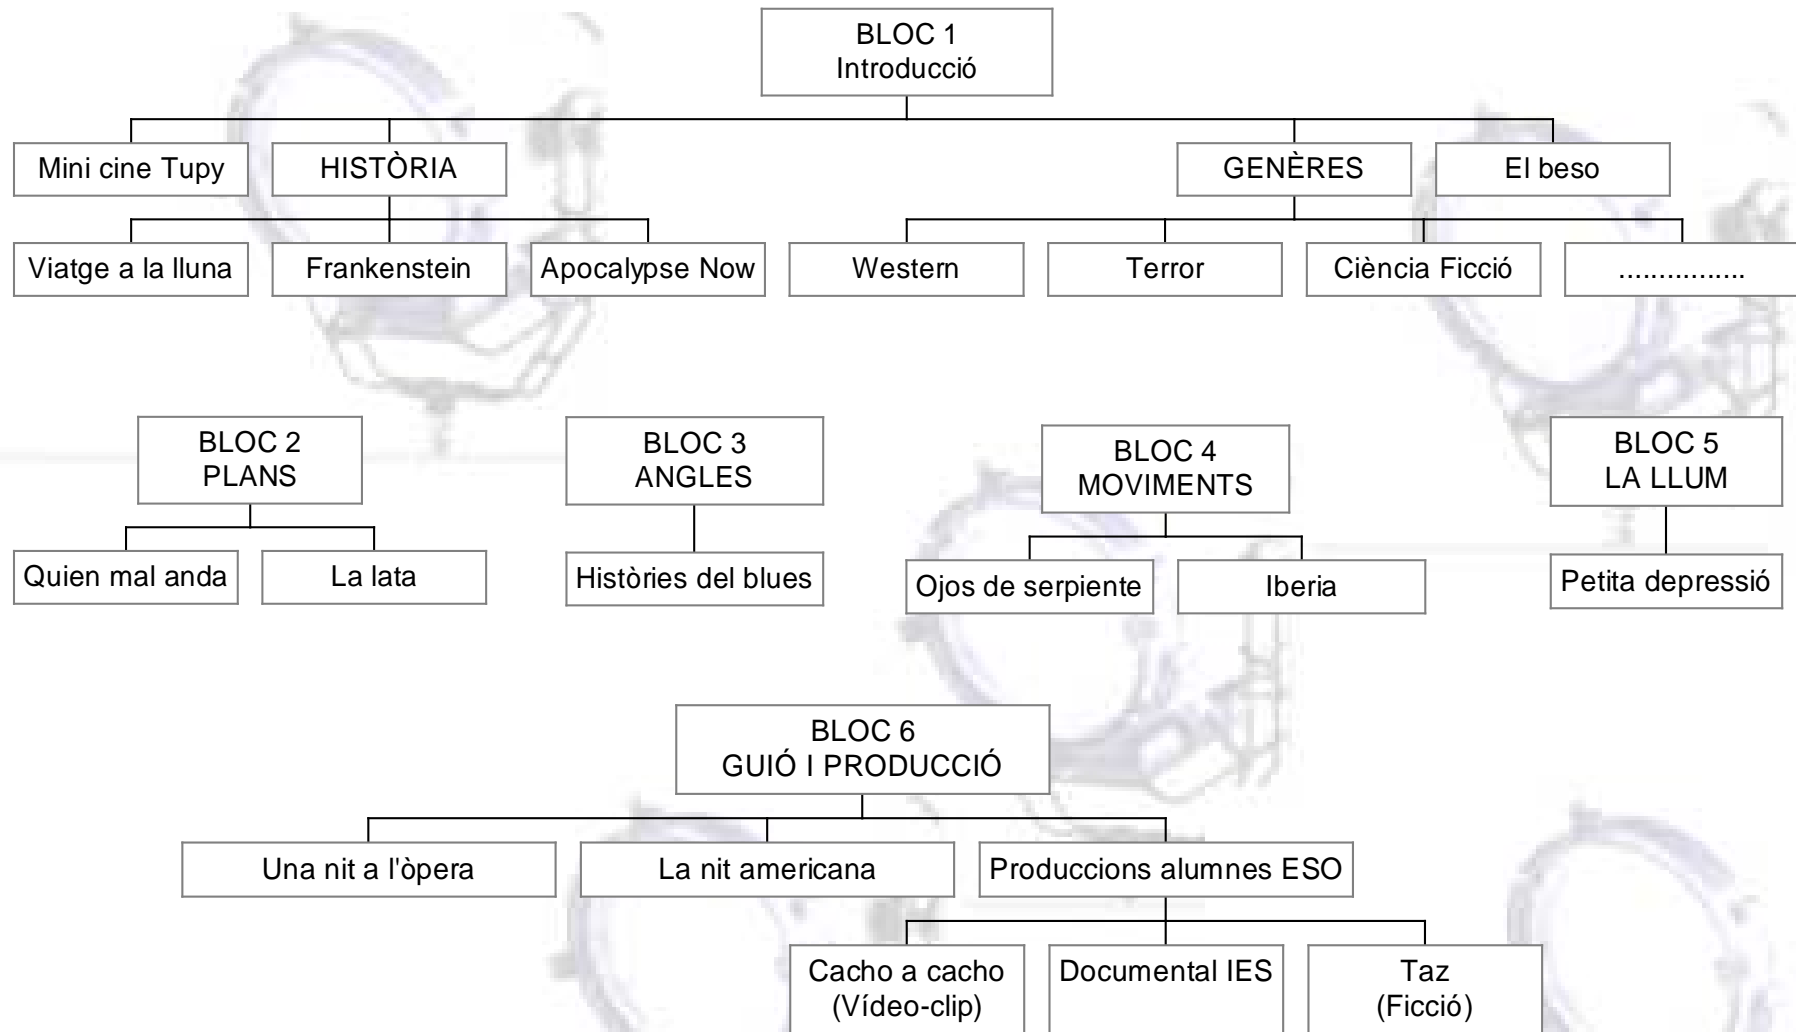 BLOC 1
Introducció
Mini cine Tupy
HISTÒRIA
GENÈRES
El beso
Viatge a la lluna
Frankenstein
Apocalypse Now
Western
Terror
Ciència Ficció
................
BLOC 2
PLANS
BLOC 3
ANGLES
BLOC 4
MOVIMENTS
BLOC 5
LA LLUM
Quien mal anda
La lata
Històries del blues
Ojos de serpiente
Iberia
Petita depressió
BLOC 6
GUIÓ I PRODUCCIÓ
Una nit a l'òpera
La nit americana
Produccions alumnes ESO
Cacho a cacho
(Vídeo-clip)
Documental IES
Taz
(Ficció)